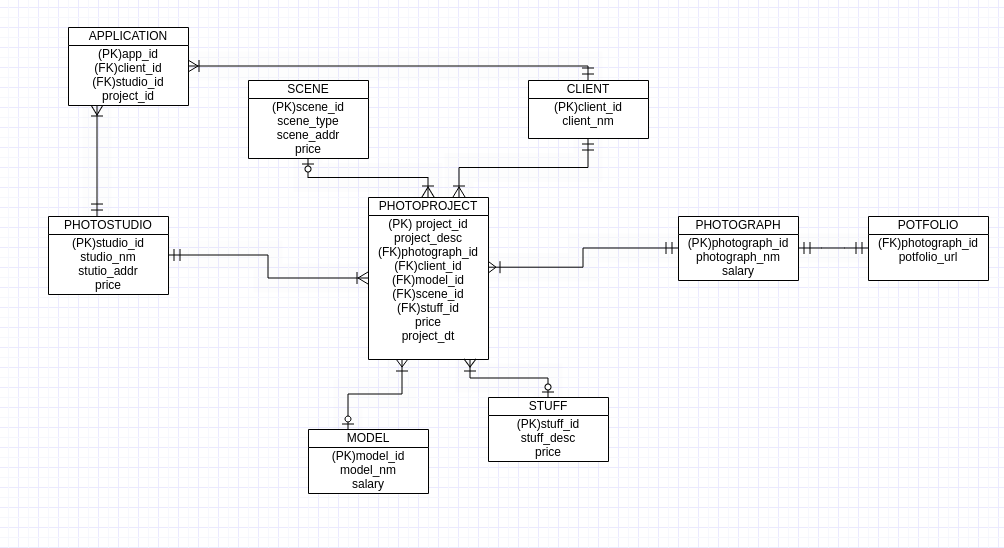 APPLICATION
(PK)app_id
(FK)client_id
(FK)studio_id
project_id
SCENE
(PK)scene_id
scene_type
scene_addr
price
CLIENT
(PK)client_id
client_nm
PHOTOSTUDIO
(PK)studio_id
studio_nm
stutio_addr
price
PHOTOPROJECT
(PK) project_id
project_desc
(FK)photograph_id
(FK)client_id
(FK)model_id
(FK)scene_id
(FK)stuff_id
price
project_dt
PHOTOGRAPH
(PK)photograph_id
photograph_nm
salary
POTFOLIO
(FK)photograph_id
potfolio_url
MODEL
(PK)model_id
model_nm
salary
STUFF
(PK)stuff_id
stuff_desc
price